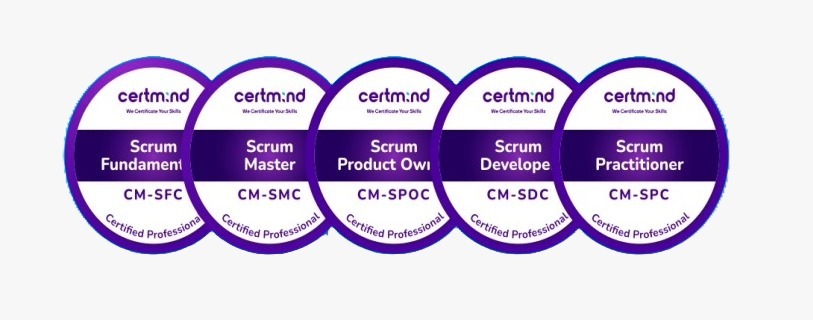 certmind
We Certificate Your Skills
Scrum
Fundament
CM-SFC
Certified Professiona
certmind
We Certificate Your Skills
Scrum
Master
CM-SMC
Certified Professional
certmind
We Certificate Your Skills
Scrum
Product Own
CM-SPOC
Certified Professional
certmind
We Certificate Your Skills
Scrum
Develope
CM-SDC
Certified Professional
certmind
We Certificate Your Skills
Scrum
Practitioner
CM-SPC
Certified Professional